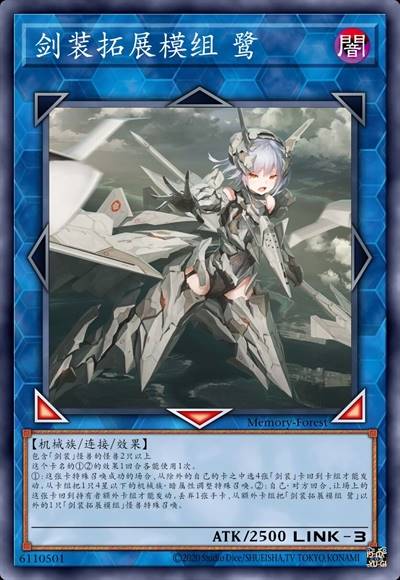 剑装拓展模组 鹭
闇
Memory-Forest
【机械族/连接/效果】
包含「剑装」怪兽的怪兽2只以上
这个卡名的①②的效果1回合各能使用1次。
①:这张卡特殊召唤成功的场合,从除外的自己的卡之中选4张「剑装」卡回到卡组才能发动,从卡组把1只4星以下的机械族·暗属性调整特殊召唤。②:自己·对方回合,让场上的这张卡回到持有者额外卡组才能发动,丢弃1张手卡,从额外卡组把「剑装拓展模组 鹭」以外的1只「剑装拓展模组」怪兽特殊召唤。
ATK/2500 LINK-3
6110501
©2020 Studio Dice/SHUEISHA,TV TOKYO,KONAMI